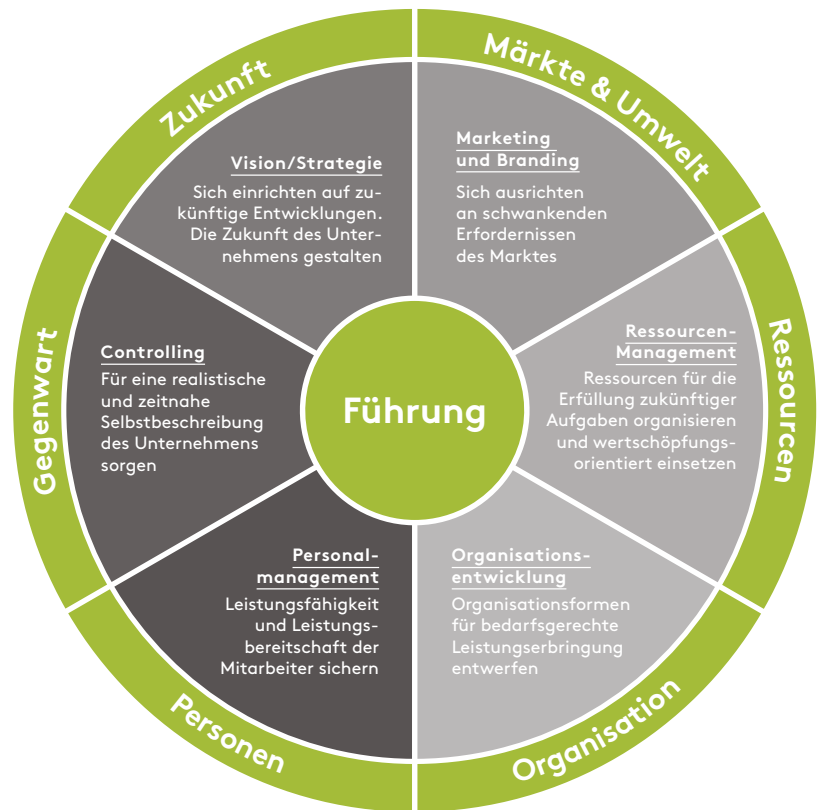 Zukunft
Märkte & Umwelt
Vision/Strategie
Sich einrichten auf zu-
künftige Entwicklungen.
Die Zukunft des Unter-
nehmens gestalten
Marketing
und Branding
Sich ausrichten
an schwankenden
Erfordernissen
des Marktes
Gegenwart
Controlling
Für eine realistische
und zeitnahe
Selbstbeschreibung
des Unternehmens
sorgen
Führung
Ressourcen-
Management
Ressourcen für die
Erfüllung zukünftiger
Aufgaben organisieren
und wertschöpfungs-
orientiert einsetzen
Ressourcen
Personal-
management
Leistungsfähigkeit
und Leistungs-
bereitschaft der
Mitarbeiter sichern
Organisations-
entwicklung
Organisationsformen
für bedarfsgerechte
Leistungserbringung
entwerfen
Personen
Organisation